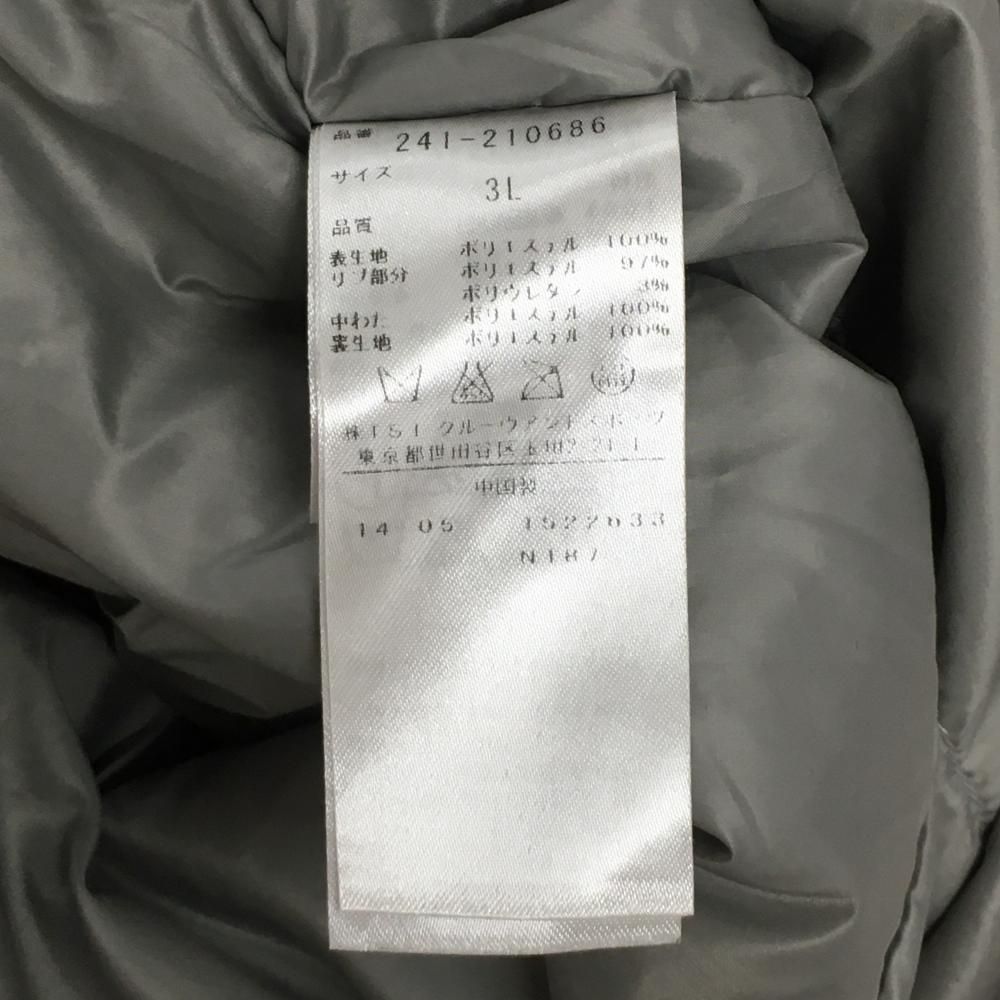 品番 241-210686
サイズ
3L
品質
表生地 ポリエステル 100%
リブ部分 ポリエステル 97%
ポリウレタン 3%
中わた ポリエステル 100%
裏生地 ポリエステル 100%
㈱TSI グルーヴアンドスポーツ
東京都世田谷区玉川2-21-1
中国製
14 05 1922633
N187